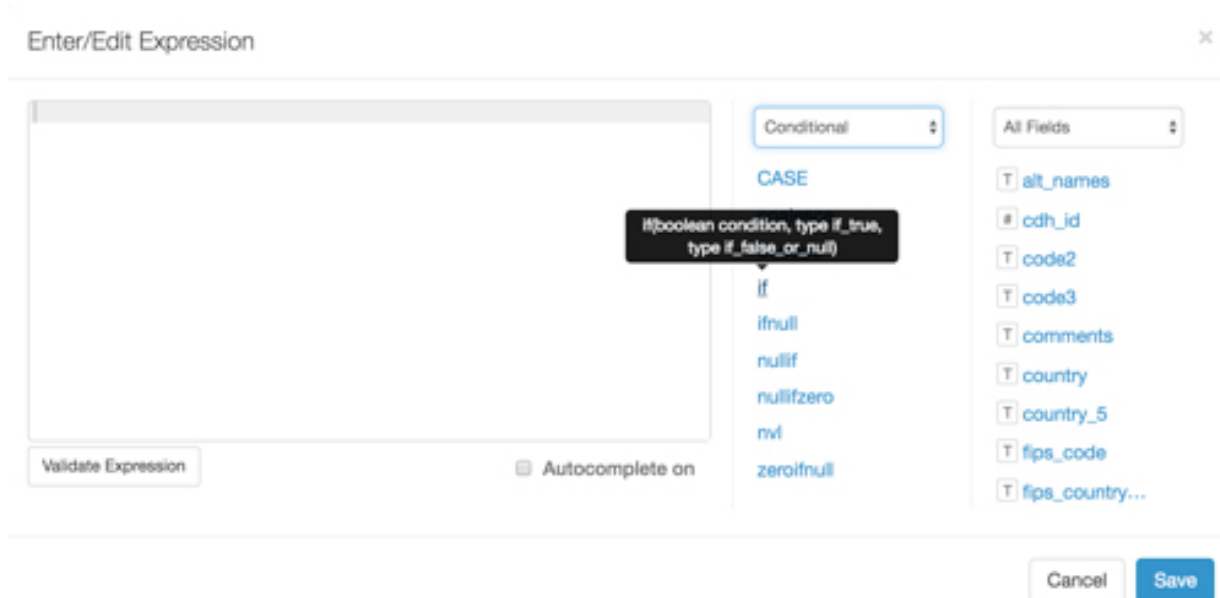 Enter/Edit Expression
×
Conditional
All Fields
CASE
if(boolean condition, type if_true,
type if_false_or_null)
if
ifnull
nullif
nullifzero
nvl
zeroifnull
T alt_names
# cdh_id
T code2
T code3
T comments
T country
T country_5
T fips_code
T fips_country...
Validate Expression
Autocomplete on
Cancel
Save